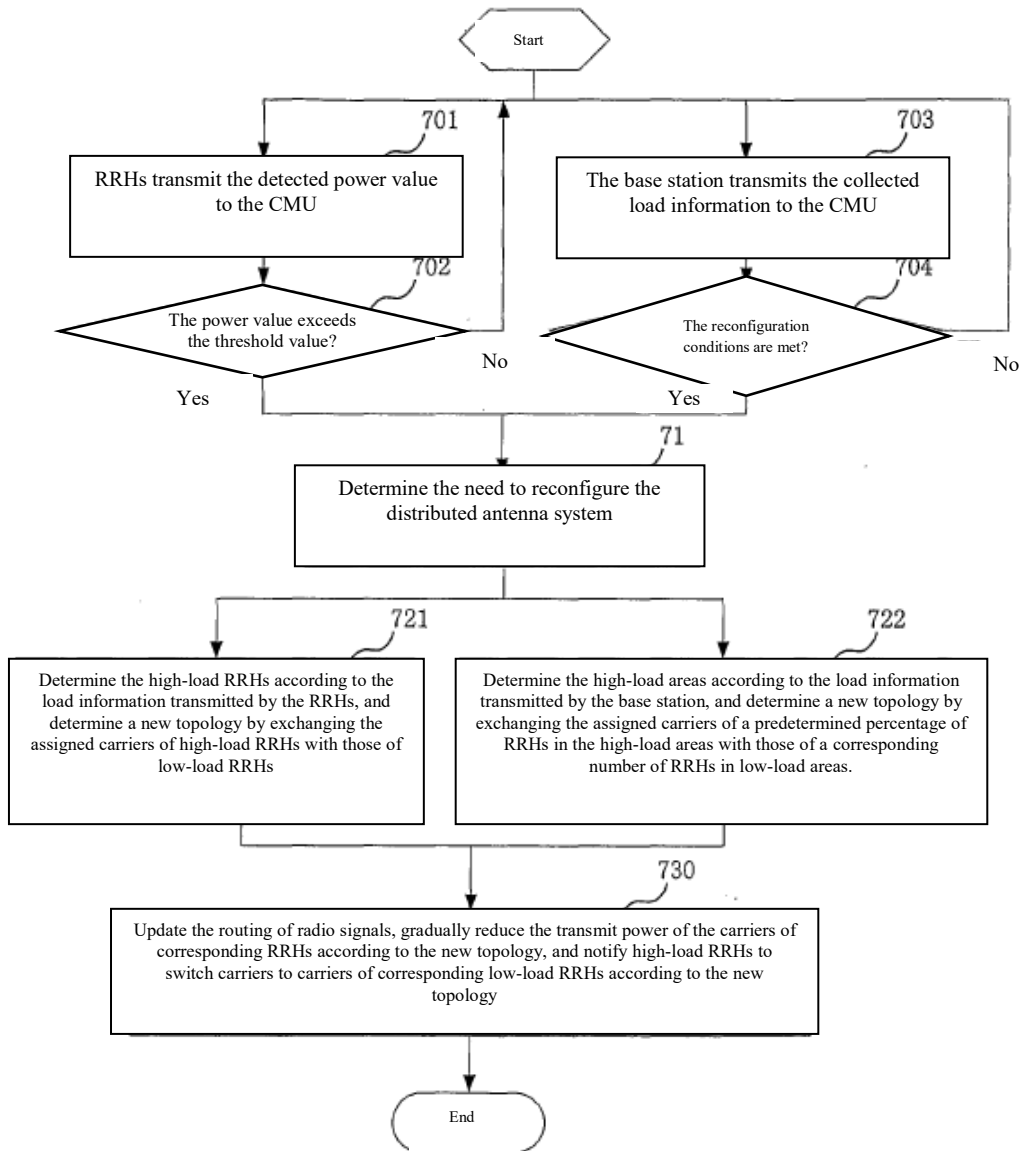 Start
701
703
RRHs transmit the detected power value
to the CMU
The base station transmits the collected
load information to the CMU
702
704
The power value exceeds
the threshold value?
The reconfiguration
conditions are met?
No
No
Yes
Yes
71
Determine the need to reconfigure the
distributed antenna system
721
722
Determine the high-load RRHs according to the
load information transmitted by the RRHs, and
determine a new topology by exchanging the
assigned carriers of high-load RRHs with those of
low-load RRHs
Determine the high-load areas according to the load information
transmitted by the base station, and determine a new topology by
exchanging the assigned carriers of a predetermined percentage of
RRHs in the high-load areas with those of a corresponding
number of RRHs in low-load areas.
730
Update the routing of radio signals, gradually reduce the transmit power of the carriers of
corresponding RRHs according to the new topology, and notify high-load RRHs to
switch carriers to carriers of corresponding low-load RRHs according to the new
topology
End